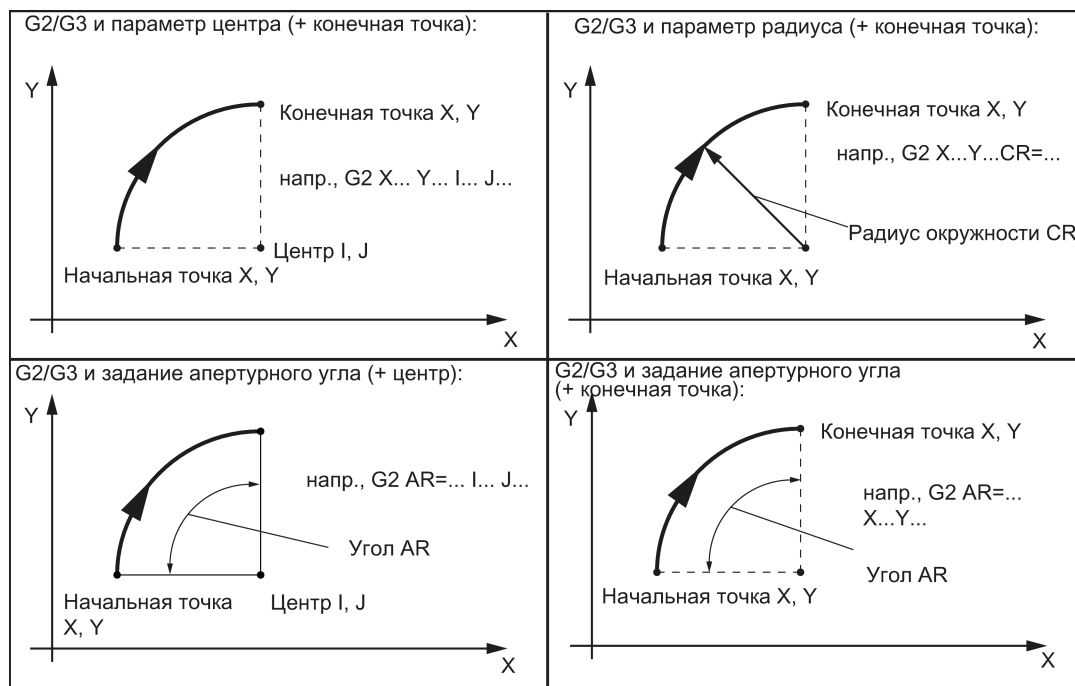 G2/G3 и параметр центра (+ конечная точка):
Y
Конечная точка X, Y
напр., G2 X... Y... I... J...
Центр I, J
Начальная точка X, Y
X
G2/G3 и параметр радиуса (+ конечная точка):
Y
Конечная точка X, Y
напр., G2 X...Y...CR=...
Радиус окружности CR
Начальная точка X, Y
X
G2/G3 и задание апертурного угла (+ центр):
Y
напр., G2 AR=... I... J...
Угол AR
Начальная точка
X, Y
Центр I, J
X
G2/G3 и задание апертурного угла
(+ конечная точка):
Y
Конечная точка X, Y
напр., G2 AR=...
X...Y...
Угол AR
Начальная точка X, Y
X